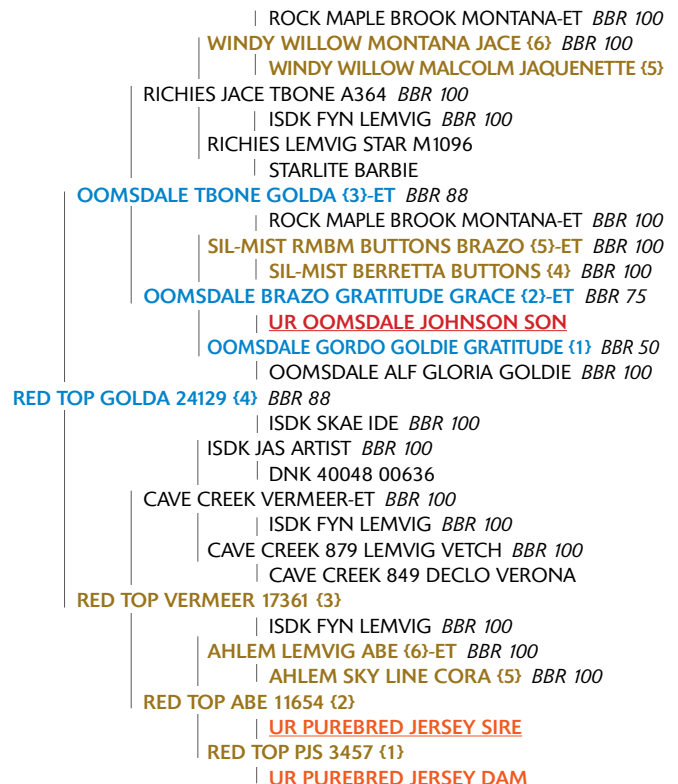 ROCK MAPLE BROOK MONTANA-ET BBR 100
WINDY WILLOW MONTANA JACE {6} BBR 100
WINDY WILLOW MALCOLM JAQUENETTE {5}
RICHIES JACE TBONE A364 BBR 100
ISDK FYN LEMVIG BBR 100
RICHIES LEMVIG STAR M1096
STARLITE BARBIE
OOMSDALE TBONE GOLDA {3}-ET BBR 88
ROCK MAPLE BROOK MONTANA-ET BBR 100
SIL-MIST RMBM BUTTONS BRAZO {5}-ET BBR 100
SIL-MIST BERRETTA BUTTONS {4} BBR 100
OOMSDALE BRAZO GRATITUDE GRACE {2}-ET BBR 75
UR OOMSDALE JOHNSON SON
OOMSDALE GORDO GOLDIE GRATITUDE {1} BBR 50
OOMSDALE ALF GLORIA GOLDIE BBR 100
RED TOP GOLDA 24129 {4} BBR 88
ISDK SKAE IDE BBR 100
ISDK JAS ARTIST BBR 100
DNK 40048 00636
CAVE CREEK VERMEER-ET BBR 100
ISDK FYN LEMVIG BBR 100
CAVE CREEK 879 LEMVIG VETCH BBR 100
CAVE CREEK 849 DECLO VERONA
RED TOP VERMEER 17361 {3}
ISDK FYN LEMVIG BBR 100
AHLEM LEMVIG ABE {6}-ET BBR 100
AHLEM SKY LINE CORA {5} BBR 100
RED TOP ABE 11654 {2}
UR PUREBRED JERSEY SIRE
RED TOP PJS 3457 {1}
UR PUREBRED JERSEY DAM